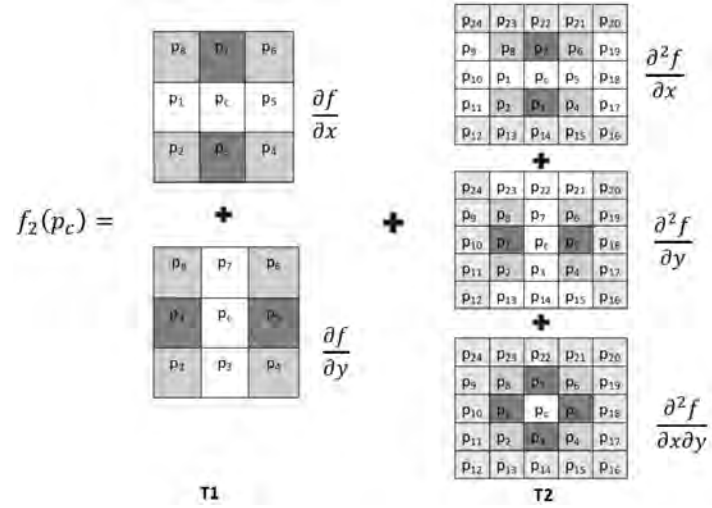 p₈ p₇ p₆
p₁ p_c p₅
p₂ p₃ p₄
∂f/∂x
f₂(p_c) =
+
p₈ p₇ p₆
p₁ p_c p₅
p₂ p₃ p₄
∂f/∂y
T1
+
p₂₄ p₂₃ p₂₂ p₂₁ p₂₀
p₉ p₈ p₇ p₆ p₁₉
p₁₀ p₁ p_c p₅ p₁₈
p₁₁ p₂ p₃ p₄ p₁₇
p₁₂ p₁₃ p₁₄ p₁₅ p₁₆
∂²f/∂x
+
p₂₄ p₂₃ p₂₂ p₂₁ p₂₀
p₉ p₈ p₇ p₆ p₁₉
p₁₀ p₁ p_c p₅ p₁₈
p₁₁ p₂ p₃ p₄ p₁₇
p₁₂ p₁₃ p₁₄ p₁₅ p₁₆
∂²f/∂y
+
p₂₄ p₂₃ p₂₂ p₂₁ p₂₀
p₉ p₈ p₇ p₆ p₁₉
p₁₀ p₁ p_c p₅ p₁₈
p₁₁ p₂ p₃ p₄ p₁₇
p₁₂ p₁₃ p₁₄ p₁₅ p₁₆
∂²f/∂x∂y
T2